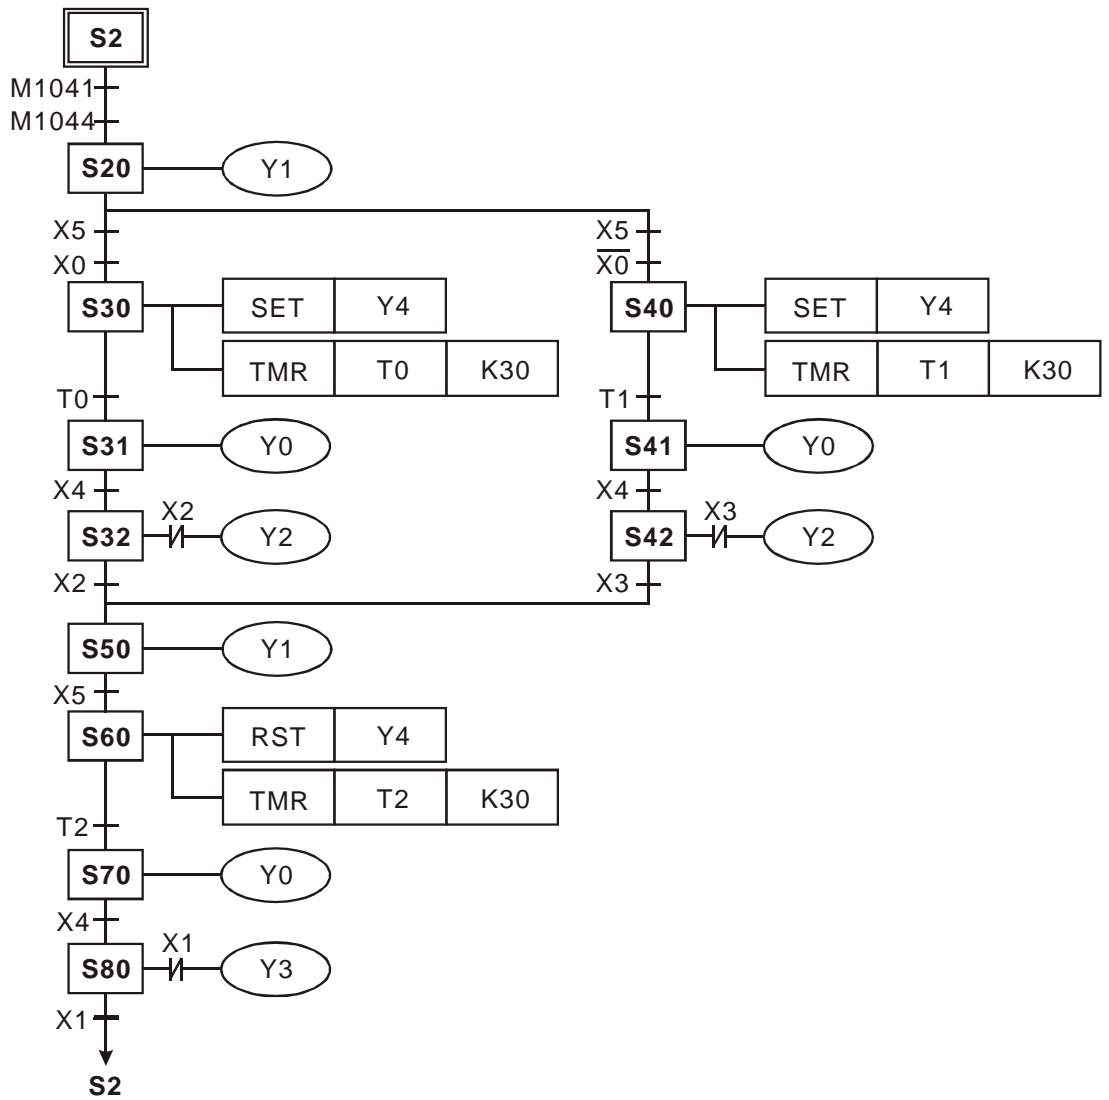 S2
M1041
M1044
S20 Y1
X5 X5
X0 X̅0̅
S30 SET Y4 S40 SET Y4
TMR T0 K30 TMR T1 K30
T0 T1
S31 Y0 S41 Y0
X4 X4
X2 X3
S32 Y2 S42 Y2
X2 X3
S50 Y1
X5
S60 RST Y4
TMR T2 K30
T2
S70 Y0
X4
X1
S80 Y3
X1
S2